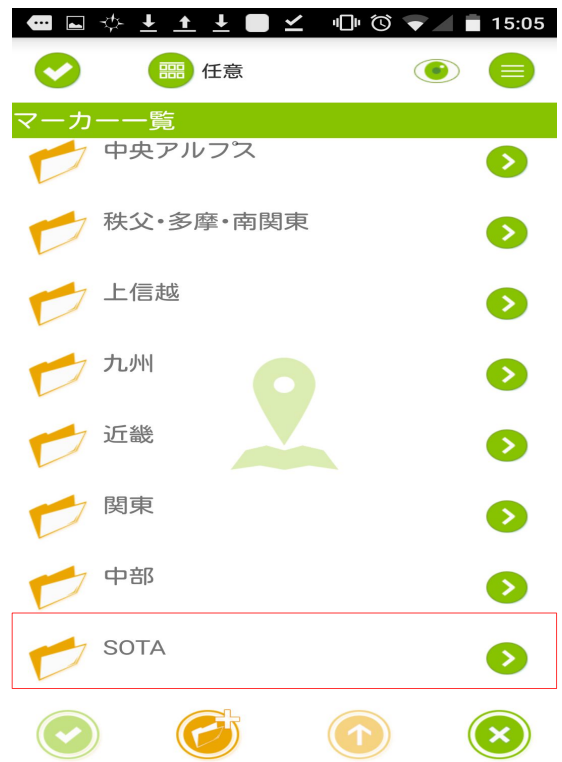 15:05
任意
マーカー一覧
中央アルプス
秩父・多摩・南関東
上信越
九州
近畿
関東
中部
SOTA